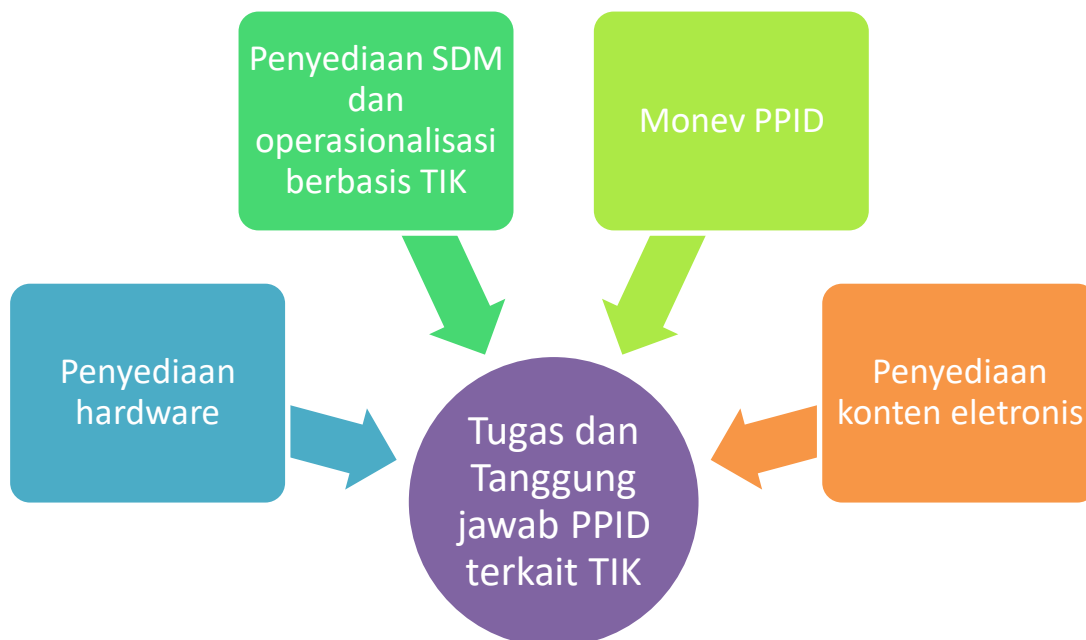 Penyediaan SDM
dan
operasionalisasi
berbasis TIK
Monev PPID
Penyediaan
hardware
Penyediaan
konten eletronis
Tugas dan
Tanggung
jawab PPID
terkait TIK